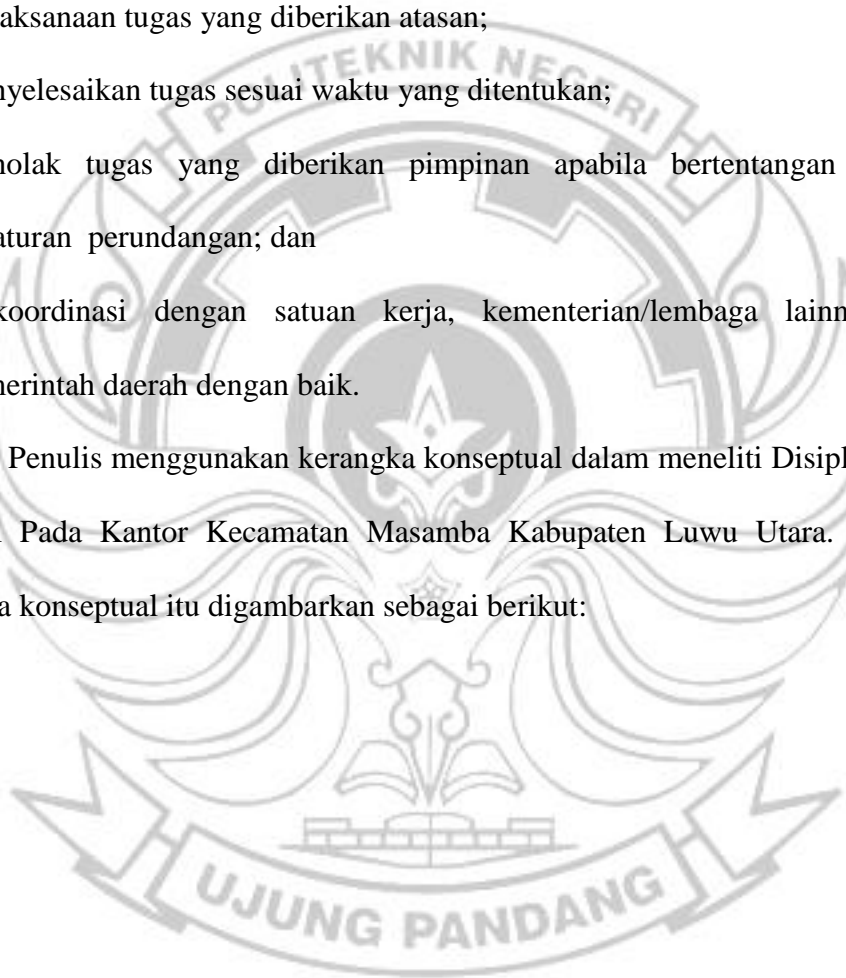 aksanaan tugas yang diberikan atasan;
nyelesaikan tugas sesuai waktu yang ditentukan;
nolak tugas yang diberikan pimpinan apabila bertentangan
aturan perundangan; dan
koordinasi dengan satuan kerja, kementerian/lembaga lainn
merintah daerah dengan baik.
Penulis menggunakan kerangka konseptual dalam meneliti Disipl
Pada Kantor Kecamatan Masamba Kabupaten Luwu Utara.
a konseptual itu digambarkan sebagai berikut:
POLITEKNIK NEGERI
UJUNG PANDANG